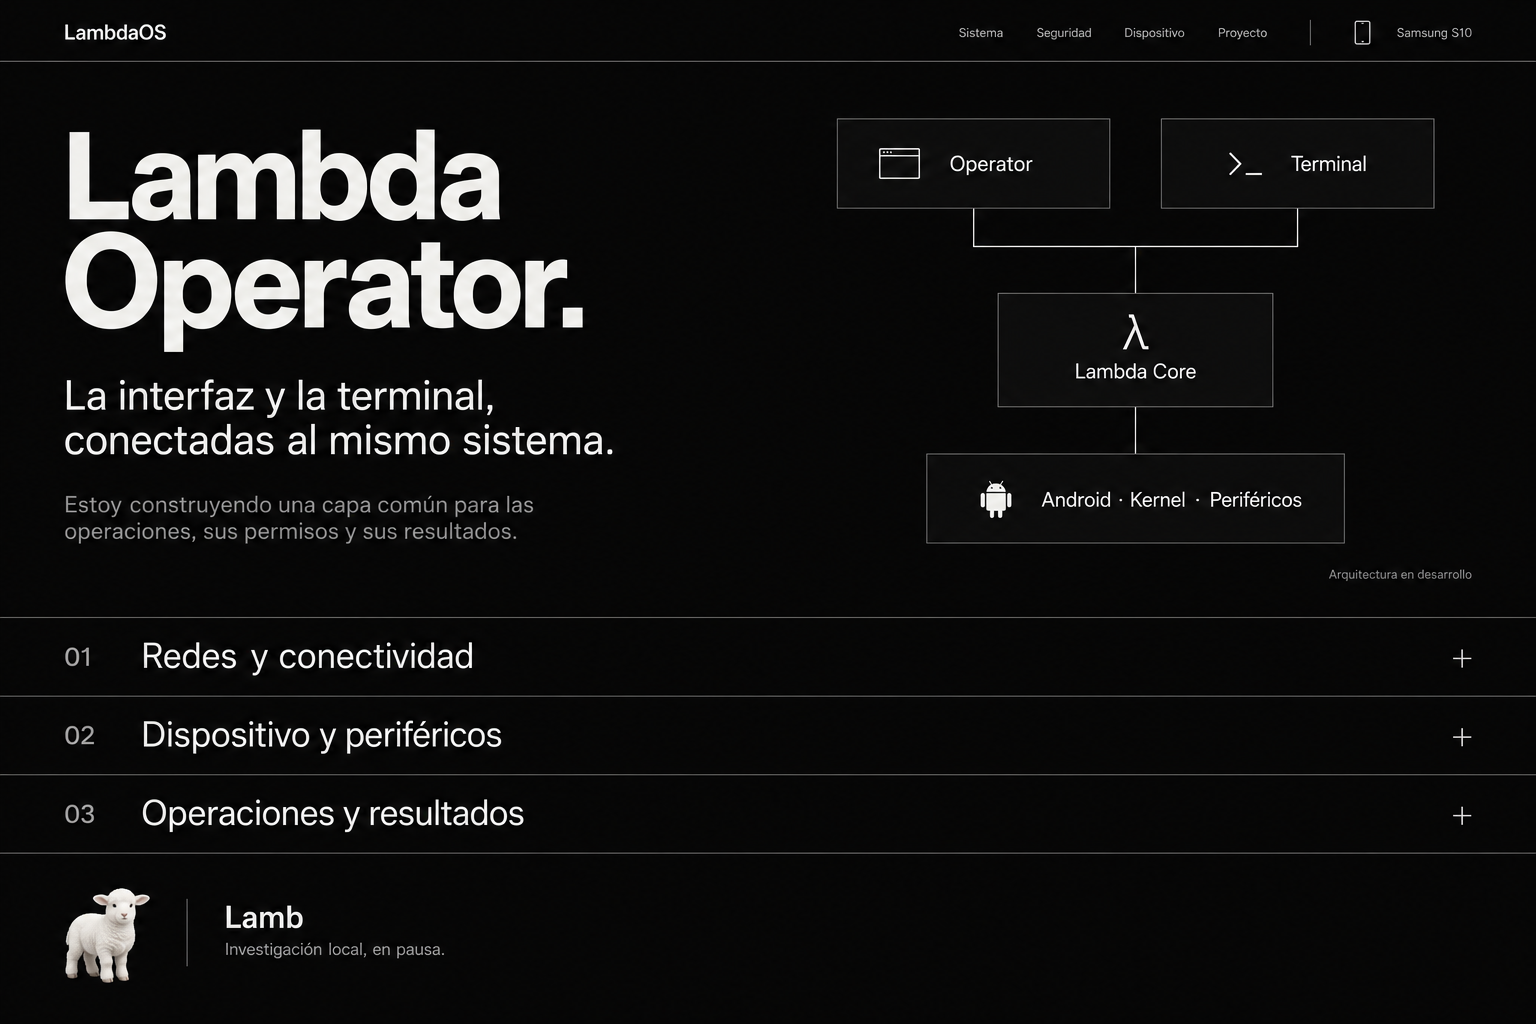 LambdaOS
Sistema
Seguridad
Dispositivo
Proyecto
Samsung S10
Lambda
Operator.
La interfaz y la terminal,
conectadas al mismo sistema.
Estoy construyendo una capa común para las
operaciones, sus permisos y sus resultados.
Operator
>_ Terminal
λ
Lambda Core
Android · Kernel · Periféricos
Arquitectura en desarrollo
01 Redes y conectividad +
02 Dispositivo y periféricos +
03 Operaciones y resultados +
Lamb
Investigación local, en pausa.